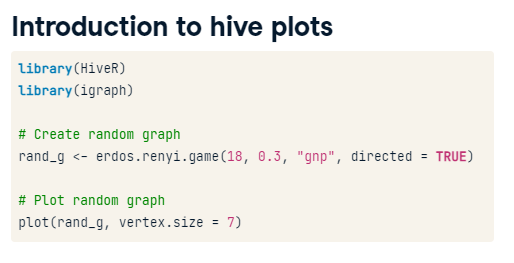 Introduction to hive plots
library(HiveR)
library(igraph)
# Create random graph
rand_g <- erdos.renyi.game(18, 0.3, "gnp", directed = TRUE)
# Plot random graph
plot(rand_g, vertex.size = 7)